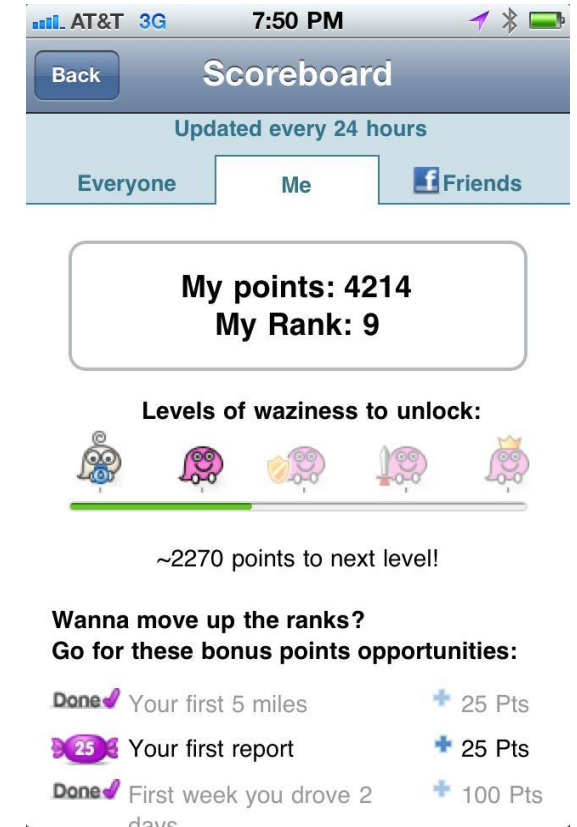 AT&T 3G 7:50 PM
Back Scoreboard
Updated every 24 hours
Everyone Me f Friends
My points: 4214
My Rank: 9
Levels of waziness to unlock:
~2270 points to next level!
Wanna move up the ranks?
Go for these bonus points opportunities:
Done Your first 5 miles + 25 Pts
25 Your first report + 25 Pts
Done First week you drove 2 + 100 Pts
days